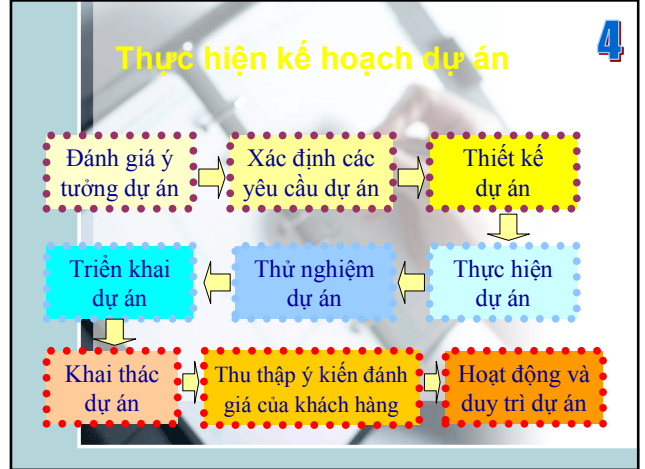 Thực hiện kế hoạch dự án
4
Đánh giá ý
tưởng dự án
Xác định các
yêu cầu dự án
Thiết kế
dự án
Thực hiện
dự án
Thử nghiệm
dự án
Triển khai
dự án
Khai thác
dự án
Thu thập ý kiến đánh
giá của khách hàng
Hoạt động và
duy trì dự án